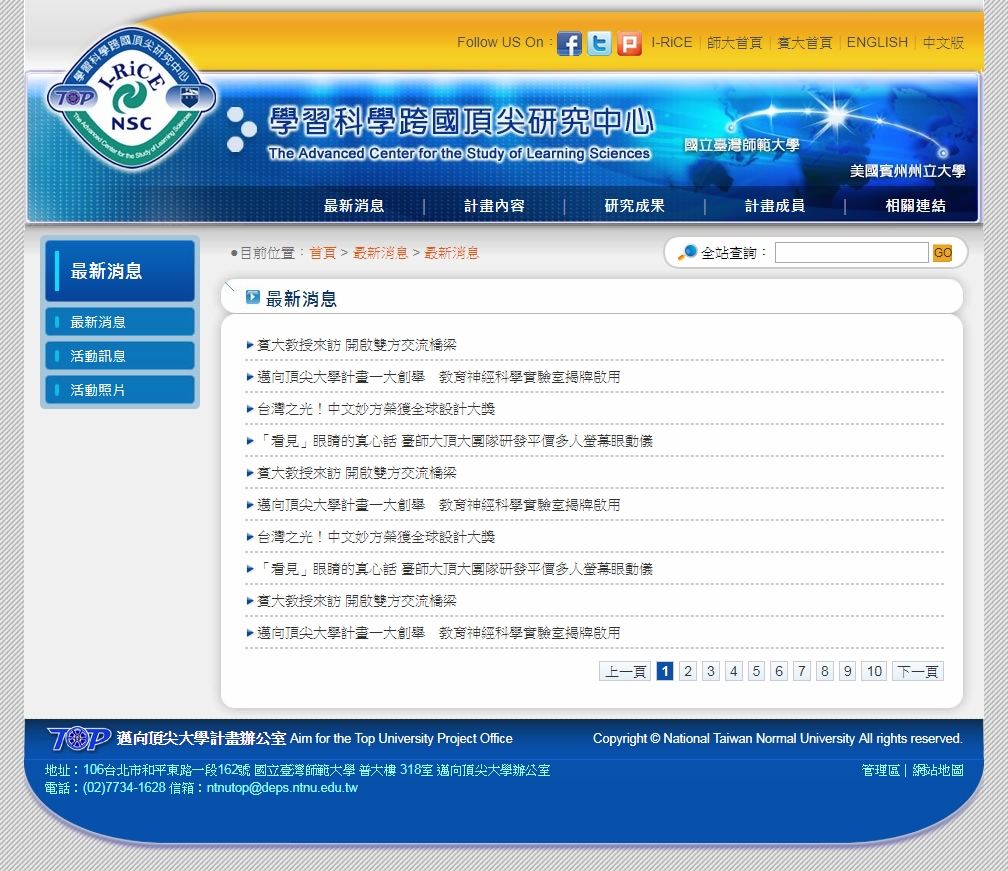 Follow US On：
I-RiCE | 師大首頁 | 賓大首頁 | ENGLISH | 中文版
學習科學跨國頂尖研究中心
I-RiCE
TOP
NSC
The Advanced Center for the Study of Learning Sciences
學習科學跨國頂尖研究中心
The Advanced Center for the Study of Learning Sciences
國立臺灣師範大學
美國賓州州立大學
最新消息 | 計畫內容 | 研究成果 | 計畫成員 | 相關連結
最新消息
最新消息
活動訊息
活動照片
●目前位置：首頁 > 最新消息 > 最新消息
全站查詢：
GO
最新消息
賓大教授來訪 開啟雙方交流橋梁
邁向頂尖大學計畫一大創舉　教育神經科學實驗室揭牌啟用
台灣之光！中文妙方榮獲全球設計大獎
「看見」眼睛的真心話 臺師大頂大團隊研發平價多人螢幕眼動儀
賓大教授來訪 開啟雙方交流橋梁
邁向頂尖大學計畫一大創舉　教育神經科學實驗室揭牌啟用
台灣之光！中文妙方榮獲全球設計大獎
「看見」眼睛的真心話 臺師大頂大團隊研發平價多人螢幕眼動儀
賓大教授來訪 開啟雙方交流橋梁
邁向頂尖大學計畫一大創舉　教育神經科學實驗室揭牌啟用
上一頁 1 2 3 4 5 6 7 8 9 10 下一頁
TOP 邁向頂尖大學計畫辦公室 Aim for the Top University Project Office
Copyright © National Taiwan Normal University All rights reserved.
地址：106台北市和平東路一段162號 國立臺灣師範大學 普大樓 318室 邁向頂尖大學辦公室
管理區 | 網站地圖
電話：(02)7734-1628 信箱：ntnutop@deps.ntnu.edu.tw